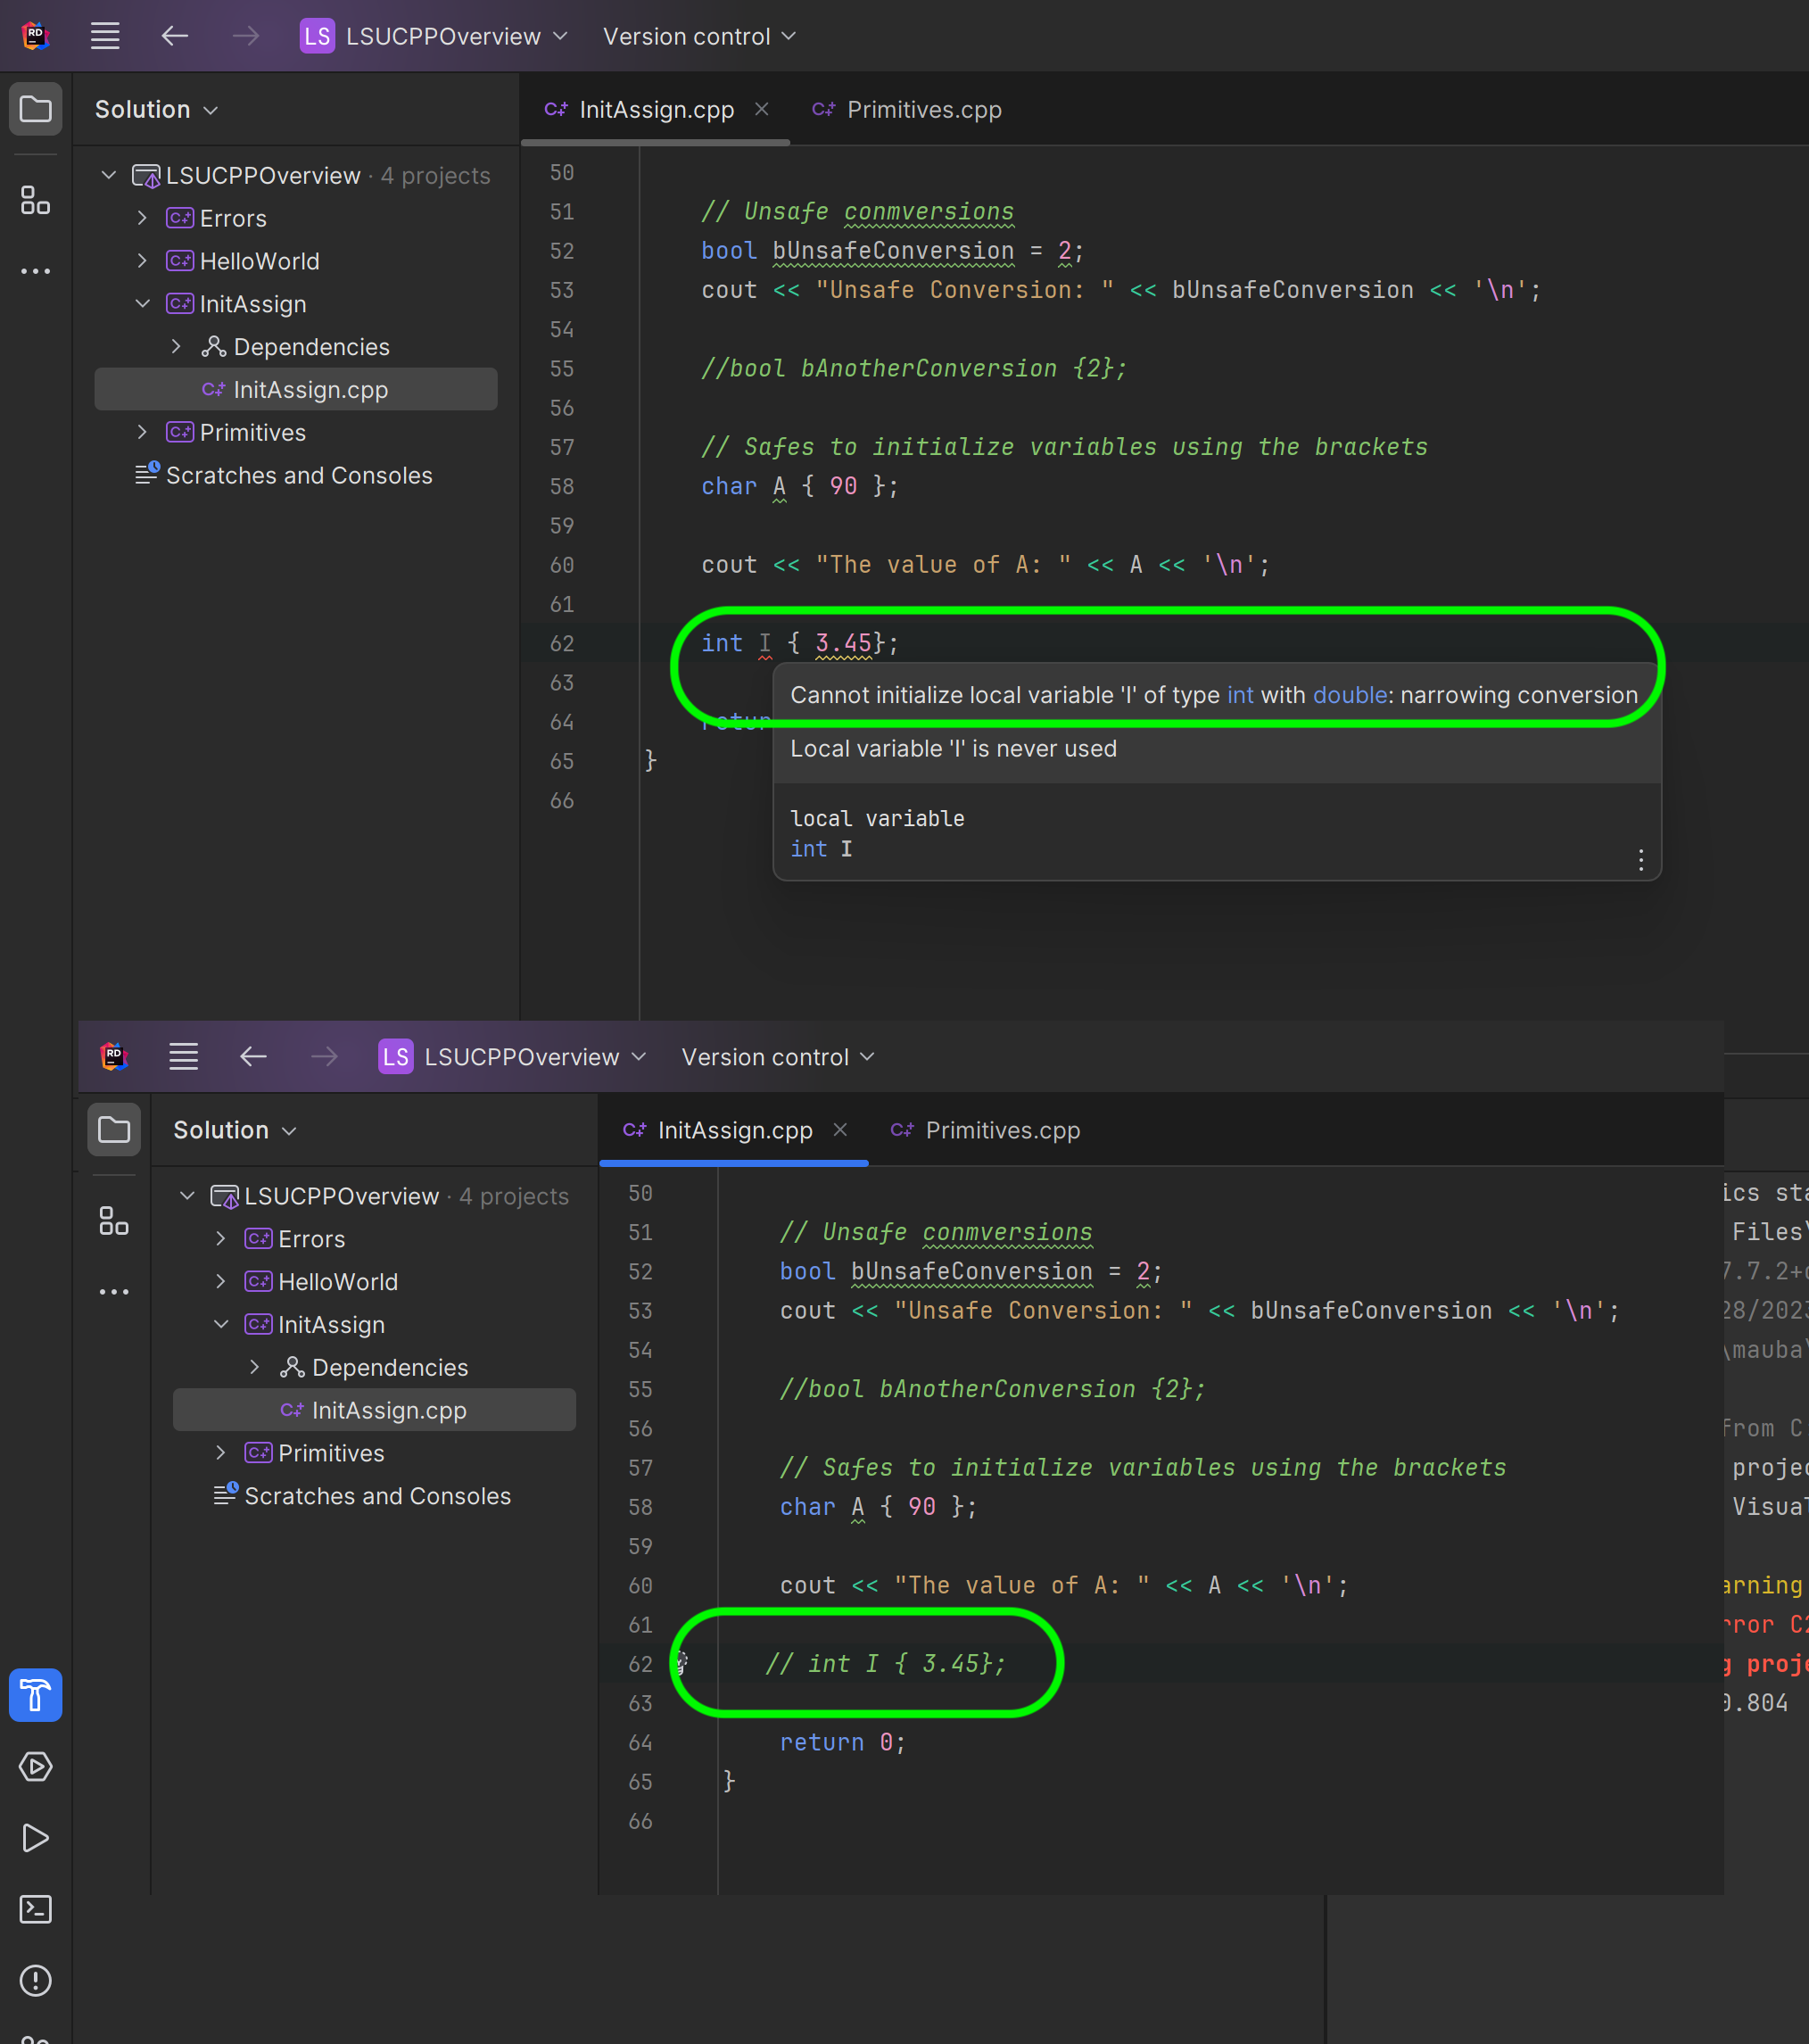 RD
LS LSUCPPOverview Version control
Solution
InitAssign.cpp Primitives.cpp
LSUCPPOverview · 4 projects
Errors
HelloWorld
InitAssign
Dependencies
InitAssign.cpp
Primitives
Scratches and Consoles
50
51 // Unsafe conmversions
52 bool bUnsafeConversion = 2;
53 cout << "Unsafe Conversion: " << bUnsafeConversion << '\n';
54
55 //bool bAnotherConversion {2};
56
57 // Safes to initialize variables using the brackets
58 char A { 90 };
59
60 cout << "The value of A: " << A << '\n';
61
62 int I { 3.45};
63
64 retur
65 }
66
Cannot initialize local variable 'I' of type int with double: narrowing conversion
Local variable 'I' is never used
local variable
int I
RD
LS LSUCPPOverview Version control
Solution
InitAssign.cpp Primitives.cpp
LSUCPPOverview · 4 projects
Errors
HelloWorld
InitAssign
Dependencies
InitAssign.cpp
Primitives
Scratches and Consoles
50
51 // Unsafe conmversions
52 bool bUnsafeConversion = 2;
53 cout << "Unsafe Conversion: " << bUnsafeConversion << '\n';
54
55 //bool bAnotherConversion {2};
56
57 // Safes to initialize variables using the brackets
58 char A { 90 };
59
60 cout << "The value of A: " << A << '\n';
61
62 // int I { 3.45};
63
64 return 0;
65 }
66
ics sta
Files\
7.7.2+
28/2023
\mauba\
from C
projec
Visual
arning
rror C2
g proje
0.804